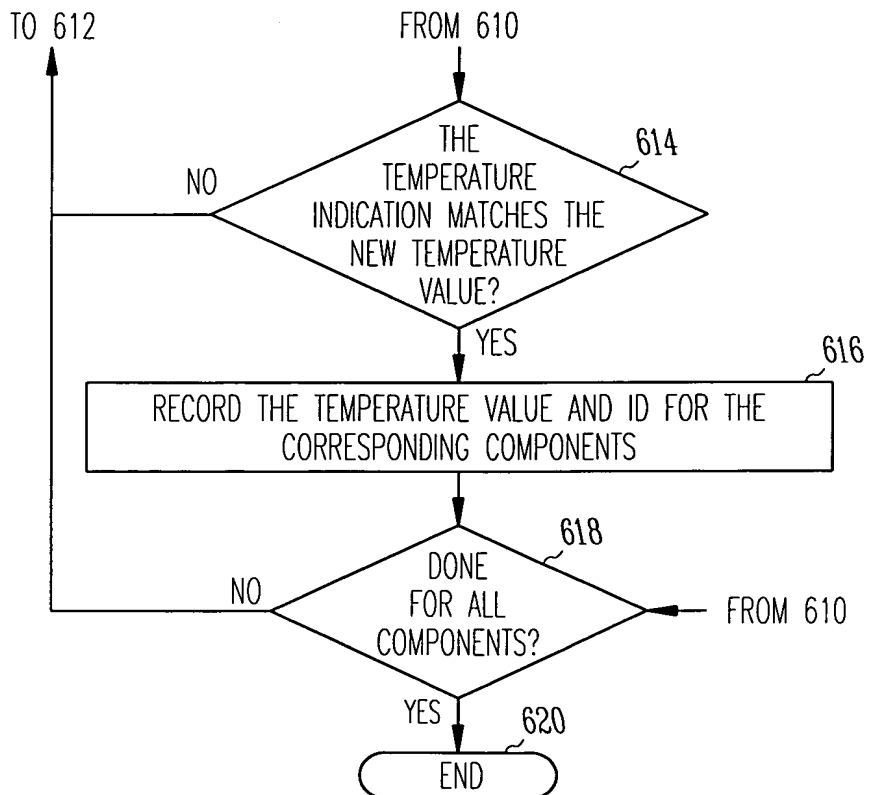 TO 612
FROM 610
THE
TEMPERATURE
INDICATION MATCHES THE
NEW TEMPERATURE
VALUE?
614
NO
YES
616
RECORD THE TEMPERATURE VALUE AND ID FOR THE
CORRESPONDING COMPONENTS
618
DONE
FOR ALL
COMPONENTS?
NO
FROM 610
YES
620
END